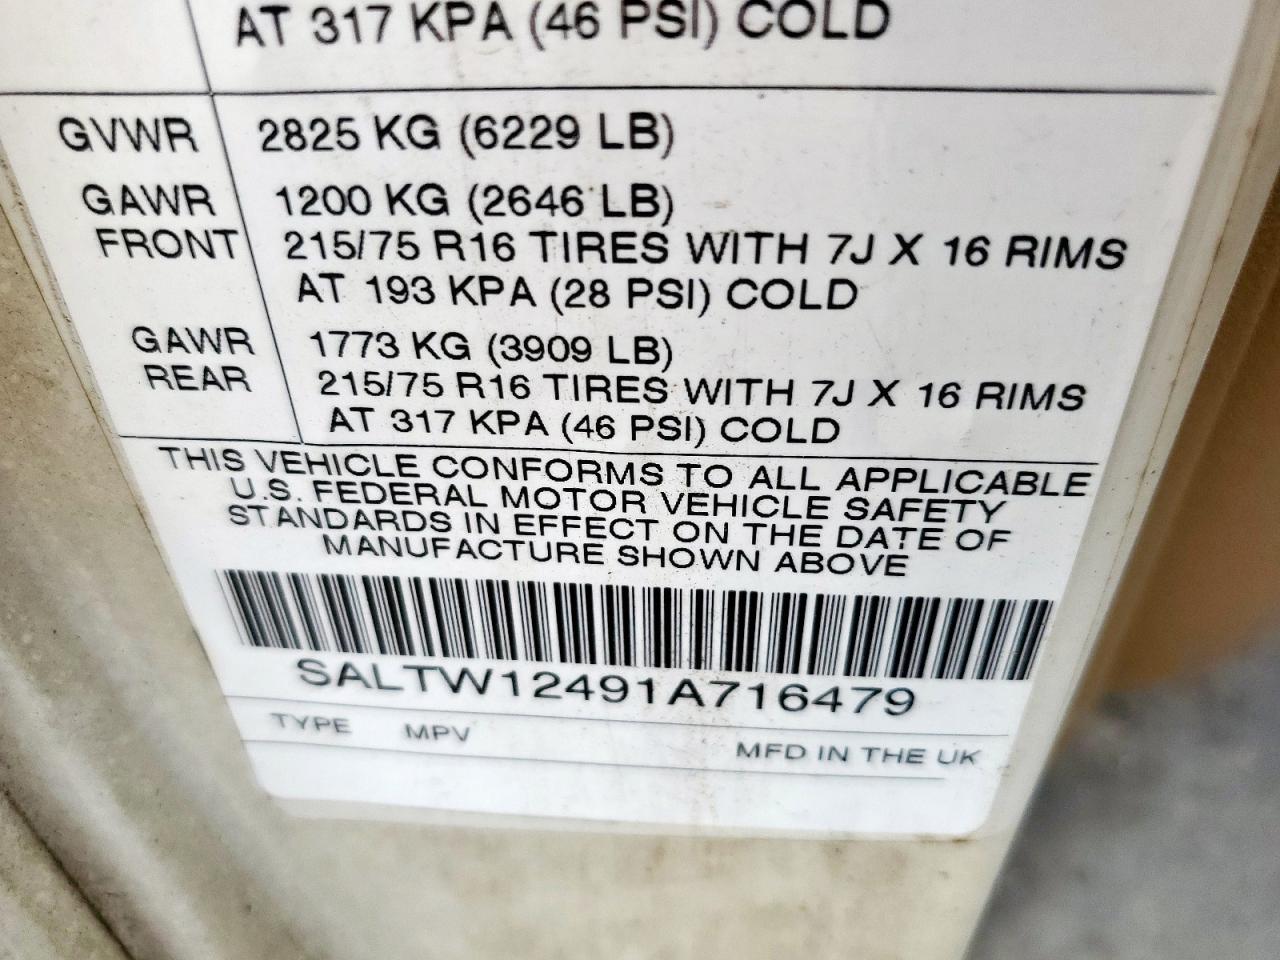 AT 317 KPA (46 PSI) COLD
GVWR 2825 KG (6229 LB)
GAWR 1200 KG (2646 LB)
FRONT 215/75 R16 TIRES WITH 7J X 16 RIMS
AT 193 KPA (28 PSI) COLD
GAWR 1773 KG (3909 LB)
REAR 215/75 R16 TIRES WITH 7J X 16 RIMS
AT 317 KPA (46 PSI) COLD
THIS VEHICLE CONFORMS TO ALL APPLICABLE
U.S. FEDERAL MOTOR VEHICLE SAFETY
STANDARDS IN EFFECT ON THE DATE OF
MANUFACTURE SHOWN ABOVE
SALTW12491A716479
TYPE MPV MFD IN THE UK